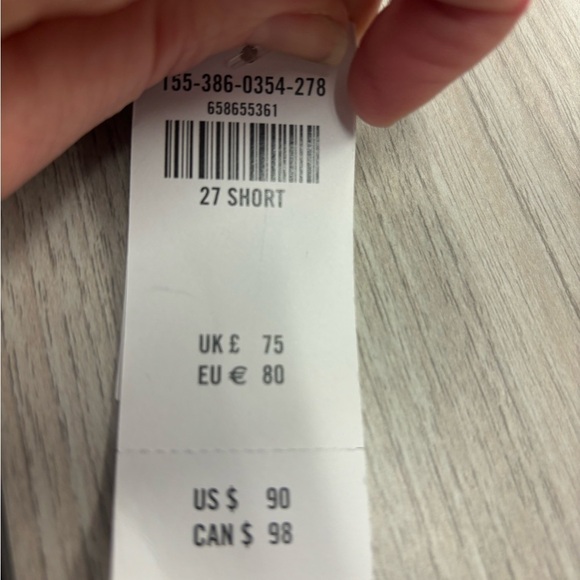 155-386-0354-278
658655361
27 SHORT
UK £ 75
EU € 80
US $ 90
CAN $ 98